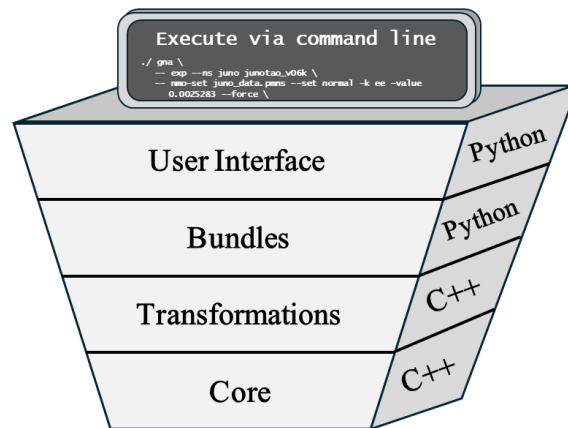 Execute via command line
./ gna \
-- exp --ns juno junotao_v06k \
-- nmo-set juno_data.pmns --set normal -k ee -value
0.0025283 --force \
User Interface
Python
Bundles
Python
Transformations
C++
Core
C++